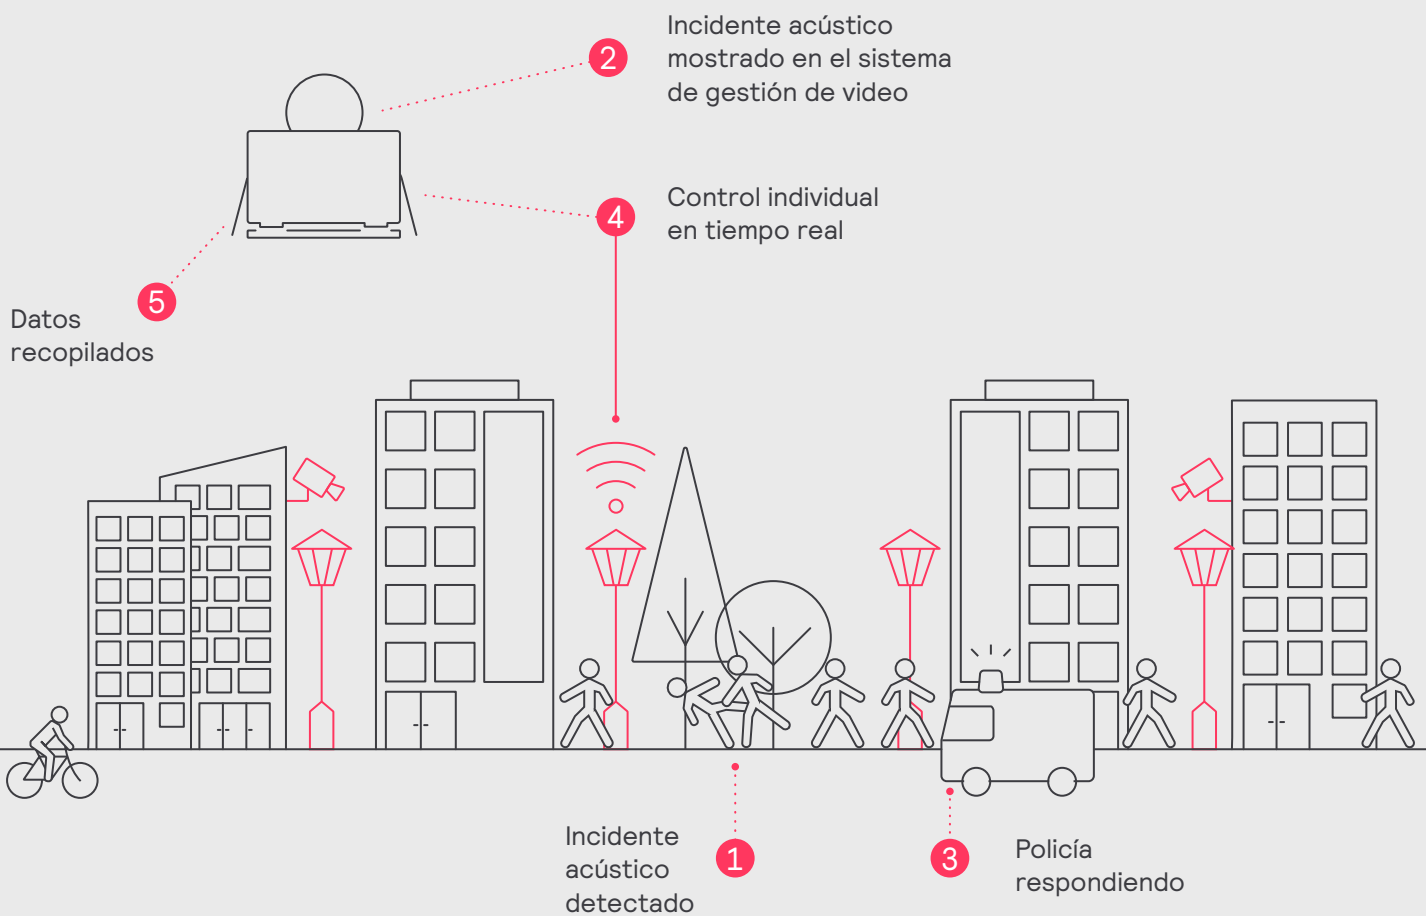 2
Incidente acústico
mostrado en el sistema
de gestión de video
4
Control individual
en tiempo real
5
Datos
recopilados
Incidente
acústico
detectado
1
3
Policía
respondiendo